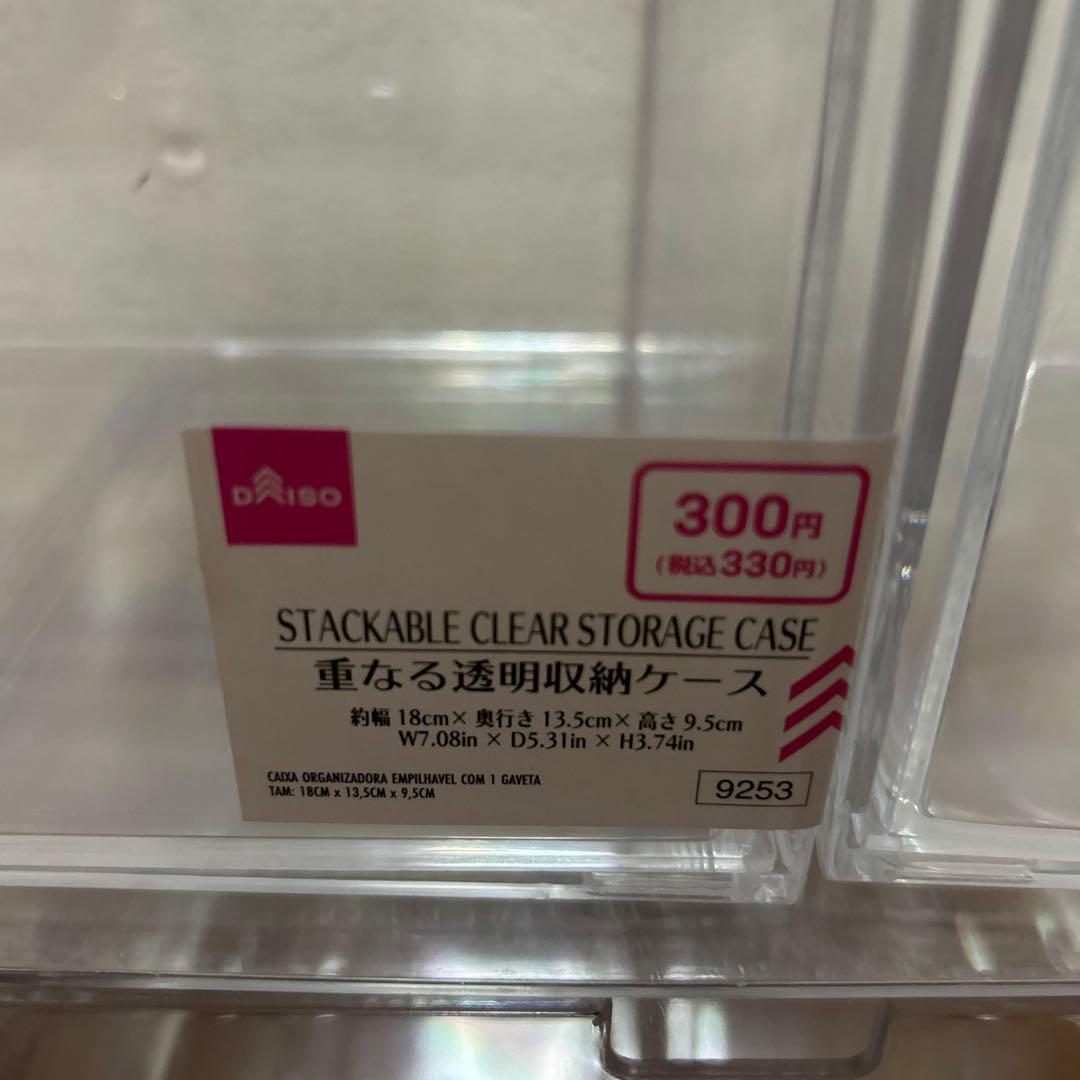 DAISO
300円
(税込330円)
STACKABLE CLEAR STORAGE CASE
重なる透明収納ケース
約幅 18cm× 奥行き 13.5cm× 高さ 9.5cm
W7.08in × D5.31in × H3.74in
CAIXA ORGANIZADORA EMPILHAVEL COM 1 GAVETA
TAM: 18CM x 13,5CM x 9,5CM
9253